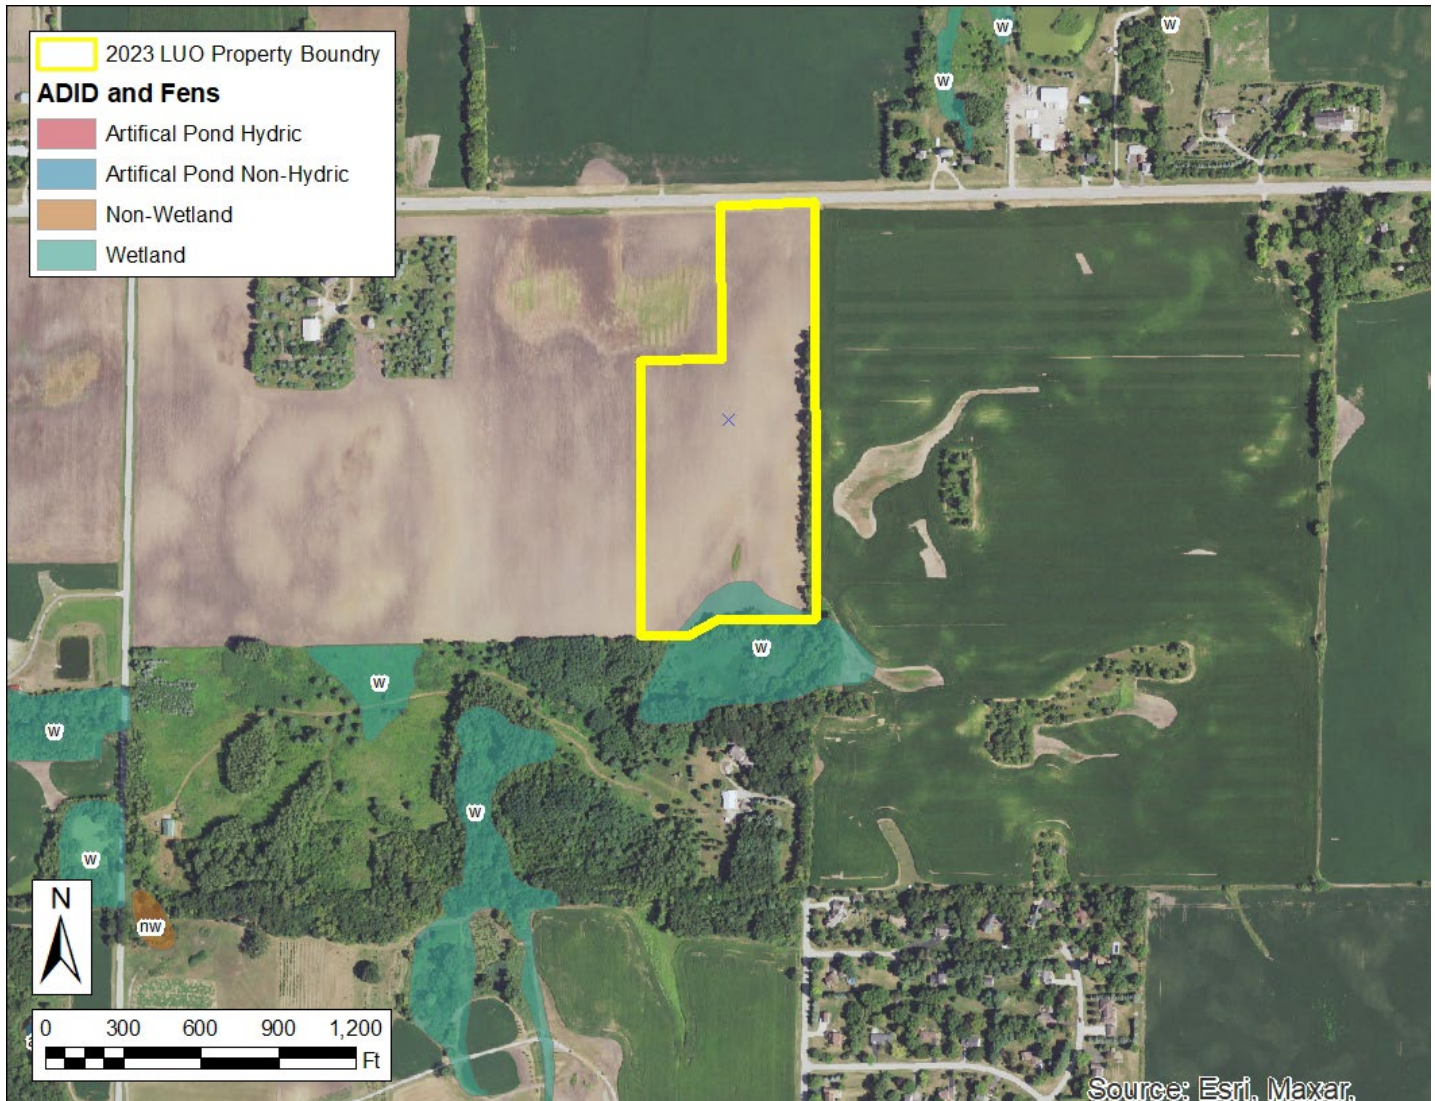 2023 LUO Property Boundry
ADID and Fens
Artifical Pond Hydric
Artifical Pond Non-Hydric
Non-Wetland
Wetland
w
w
w
w
w
w
w
w
w
nw
N
0 300 600 900 1,200
Ft
Source: Esri, Maxar,